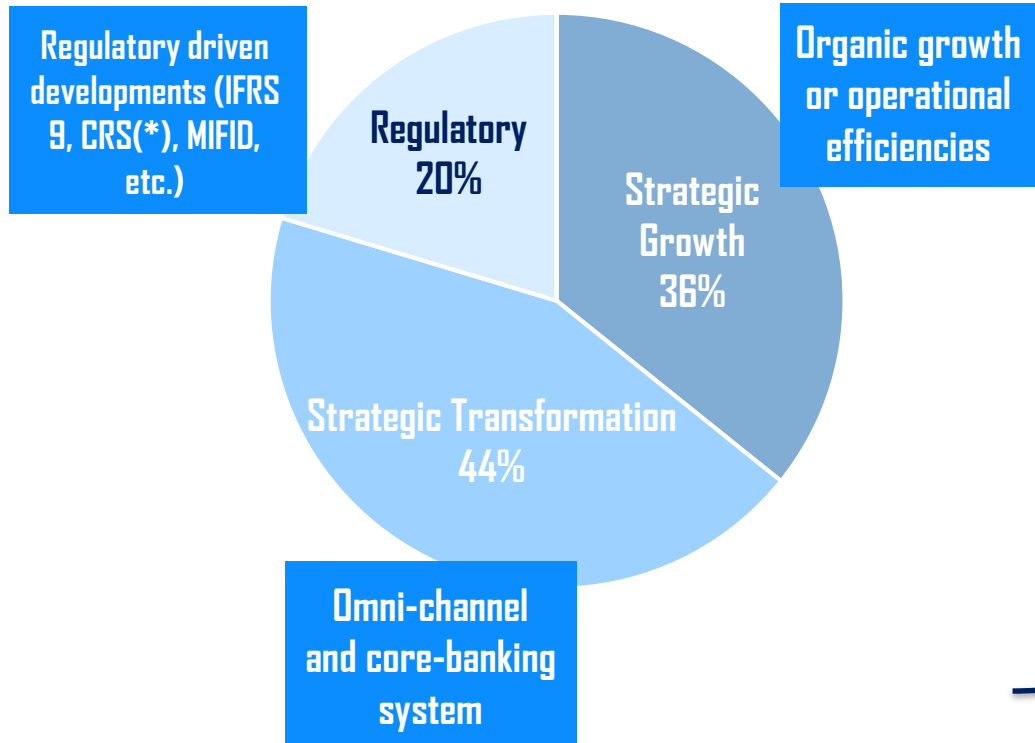 Regulatory driven
developments (IFRS
9, CRS(*), MIFID,
etc.)
Regulatory
20%
Organic growth
or operational
efficiencies
Strategic
Growth
36%
Strategic Transformation
44%
Omni-channel
and core-banking
system